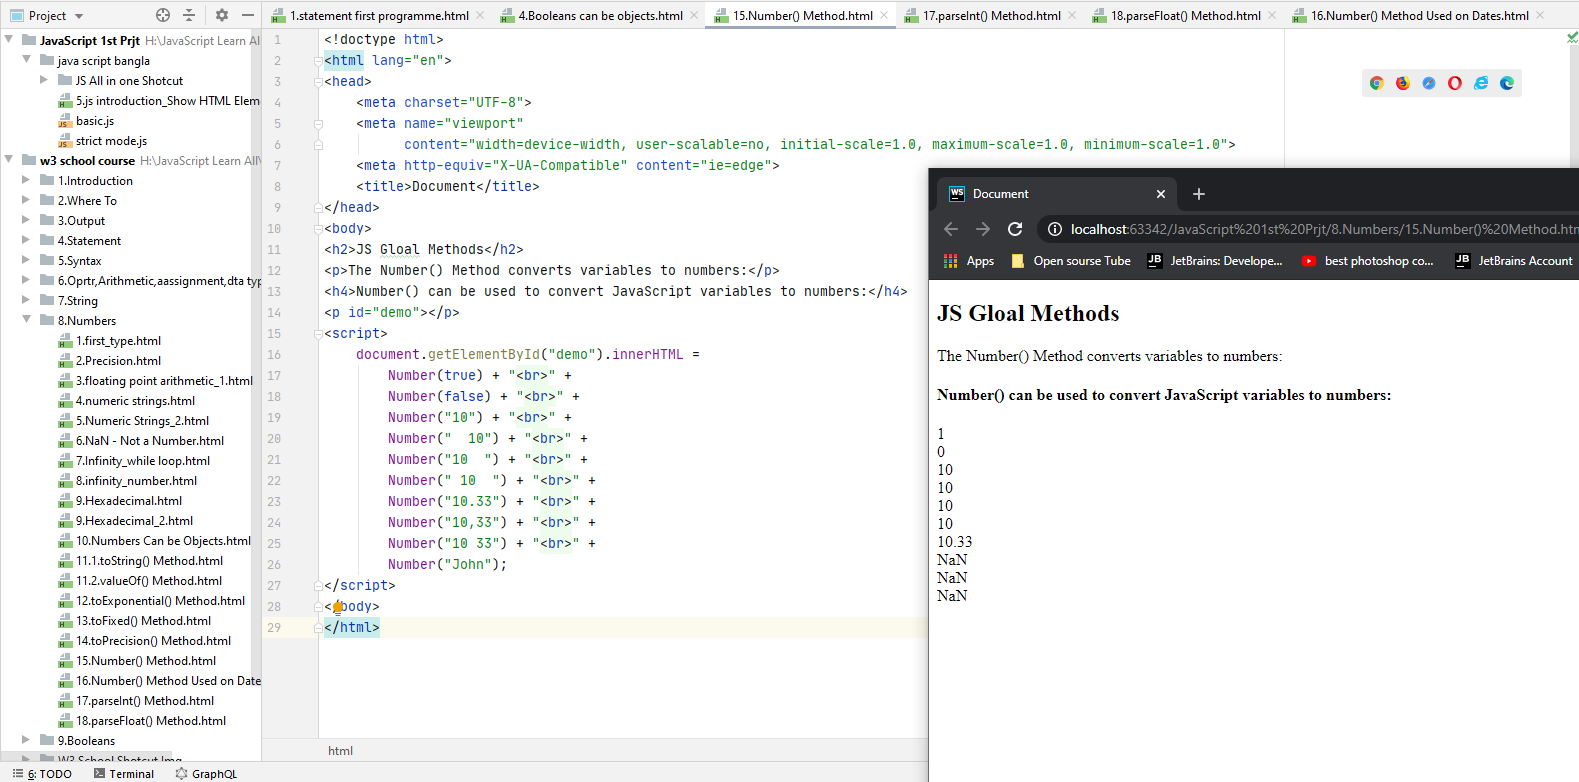 Project
1.statement first programme.html
4.Booleans can be objects.html
15.Number() Method.html
17.parseInt() Method.html
18.parseFloat() Method.html
16.Number() Method Used on Dates.html
JavaScript 1st Prjt H:\JavaScript Learn All
java script bangla
JS All in one Shotcut
5.js introduction_Show HTML Elem
basic.js
strict mode.js
w3 school course H:\JavaScript Learn All\
1.Introduction
2.Where To
3.Output
4.Statement
5.Syntax
6.Oprtr,Arithmetic,aassignment,dta typ
7.String
8.Numbers
1.first_type.html
2.Precision.html
3.floating point arithmetic_1.html
4.numeric strings.html
5.Numeric Strings_2.html
6.NaN - Not a Number.html
7.Infinity_while loop.html
8.infinity_number.html
9.Hexadecimal.html
9.Hexadecimal_2.html
10.Numbers Can be Objects.html
11.1.toString() Method.html
11.2.valueOf() Method.html
12.toExponential() Method.html
13.toFixed() Method.html
14.toPrecision() Method.html
15.Number() Method.html
16.Number() Method Used on Date
17.parseInt() Method.html
18.parseFloat() Method.html
9.Booleans
W3 School Shotcut Img
1 <!doctype html>
2 <html lang="en">
3 <head>
4 <meta charset="UTF-8">
5 <meta name="viewport"
6 content="width=device-width, user-scalable=no, initial-scale=1.0, maximum-scale=1.0, minimum-scale=1.0">
7 <meta http-equiv="X-UA-Compatible" content="ie=edge">
8 <title>Document</title>
9 </head>
10 <body>
11 <h2>JS Gloal Methods</h2>
12 <p>The Number() Method converts variables to numbers:</p>
13 <h4>Number() can be used to convert JavaScript variables to numbers:</h4>
14 <p id="demo"></p>
15 <script>
16 document.getElementById("demo").innerHTML =
17 Number(true) + "<br>" +
18 Number(false) + "<br>" +
19 Number("10") + "<br>" +
20 Number("  10") + "<br>" +
21 Number("10  ") + "<br>" +
22 Number(" 10  ") + "<br>" +
23 Number("10.33") + "<br>" +
24 Number("10,33") + "<br>" +
25 Number("10 33") + "<br>" +
26 Number("John");
27 </script>
28 </body>
29 </html>
html
6: TODO
Terminal
GraphQL
WS Document
localhost:63342/JavaScript%201st%20Prjt/8.Numbers/15.Number()%20Method.htm
Apps
Open sourse Tube
JB JetBrains: Develope...
best photoshop co...
JB JetBrains Account
JS Gloal Methods
The Number() Method converts variables to numbers:
Number() can be used to convert JavaScript variables to numbers:
1
0
10
10
10
10
10.33
NaN
NaN
NaN